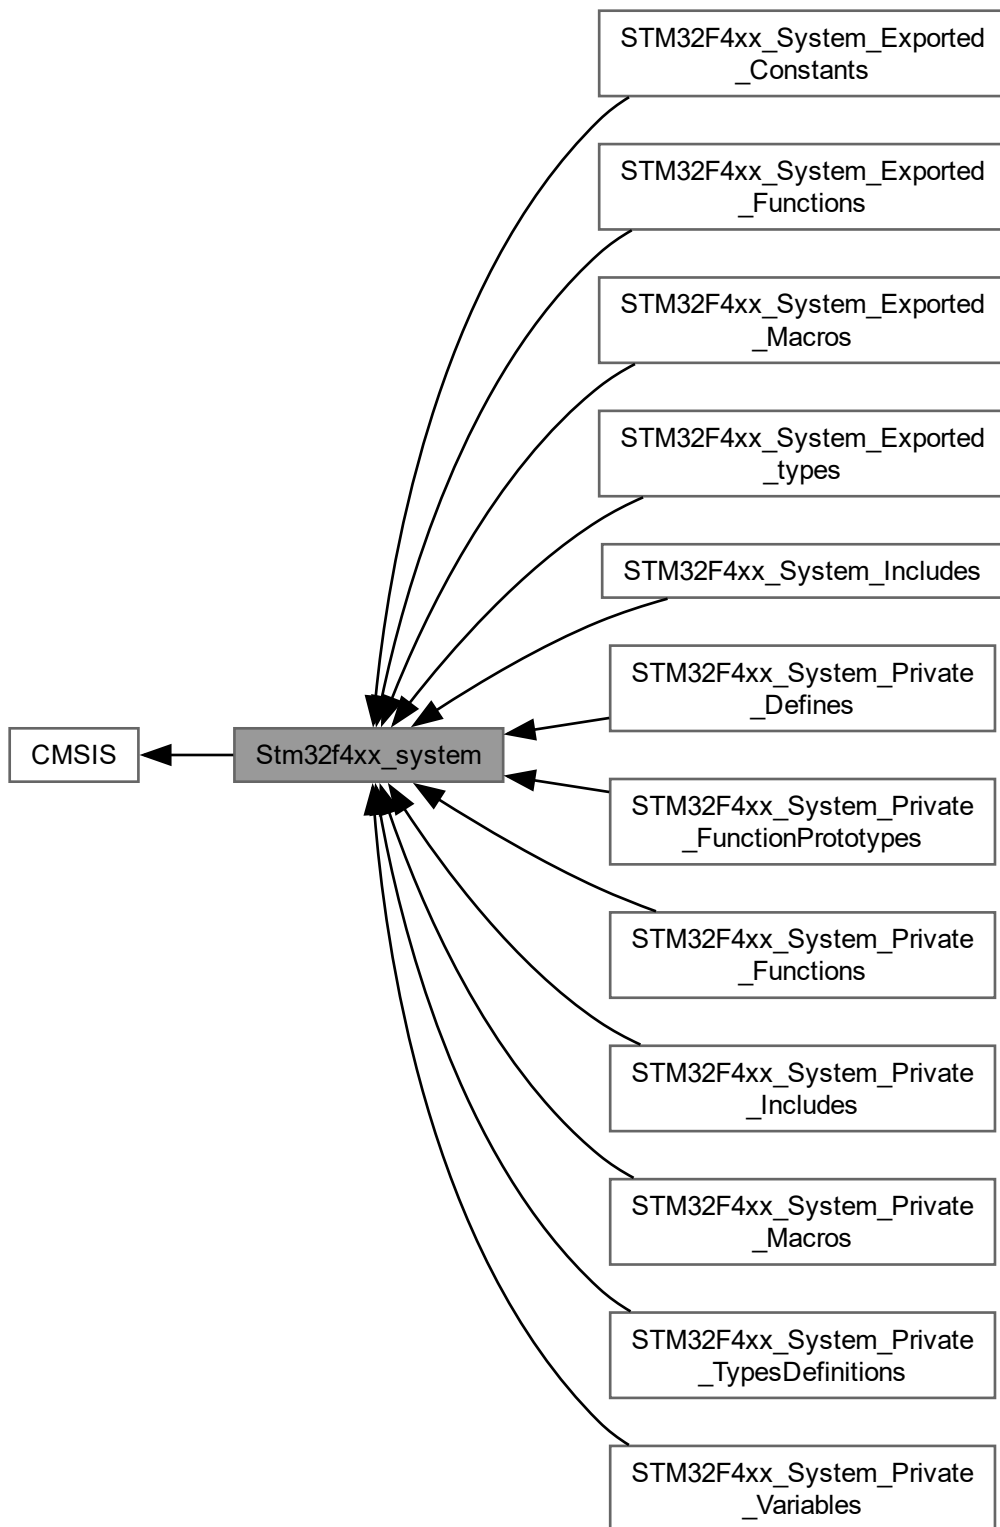 STM32F4xx_System_Exported
_Constants
STM32F4xx_System_Exported
_Functions
STM32F4xx_System_Exported
_Macros
STM32F4xx_System_Exported
_types
STM32F4xx_System_Includes
STM32F4xx_System_Private
_Defines
CMSIS
Stm32f4xx_system
STM32F4xx_System_Private
_FunctionPrototypes
STM32F4xx_System_Private
_Functions
STM32F4xx_System_Private
_Includes
STM32F4xx_System_Private
_Macros
STM32F4xx_System_Private
_TypesDefinitions
STM32F4xx_System_Private
_Variables